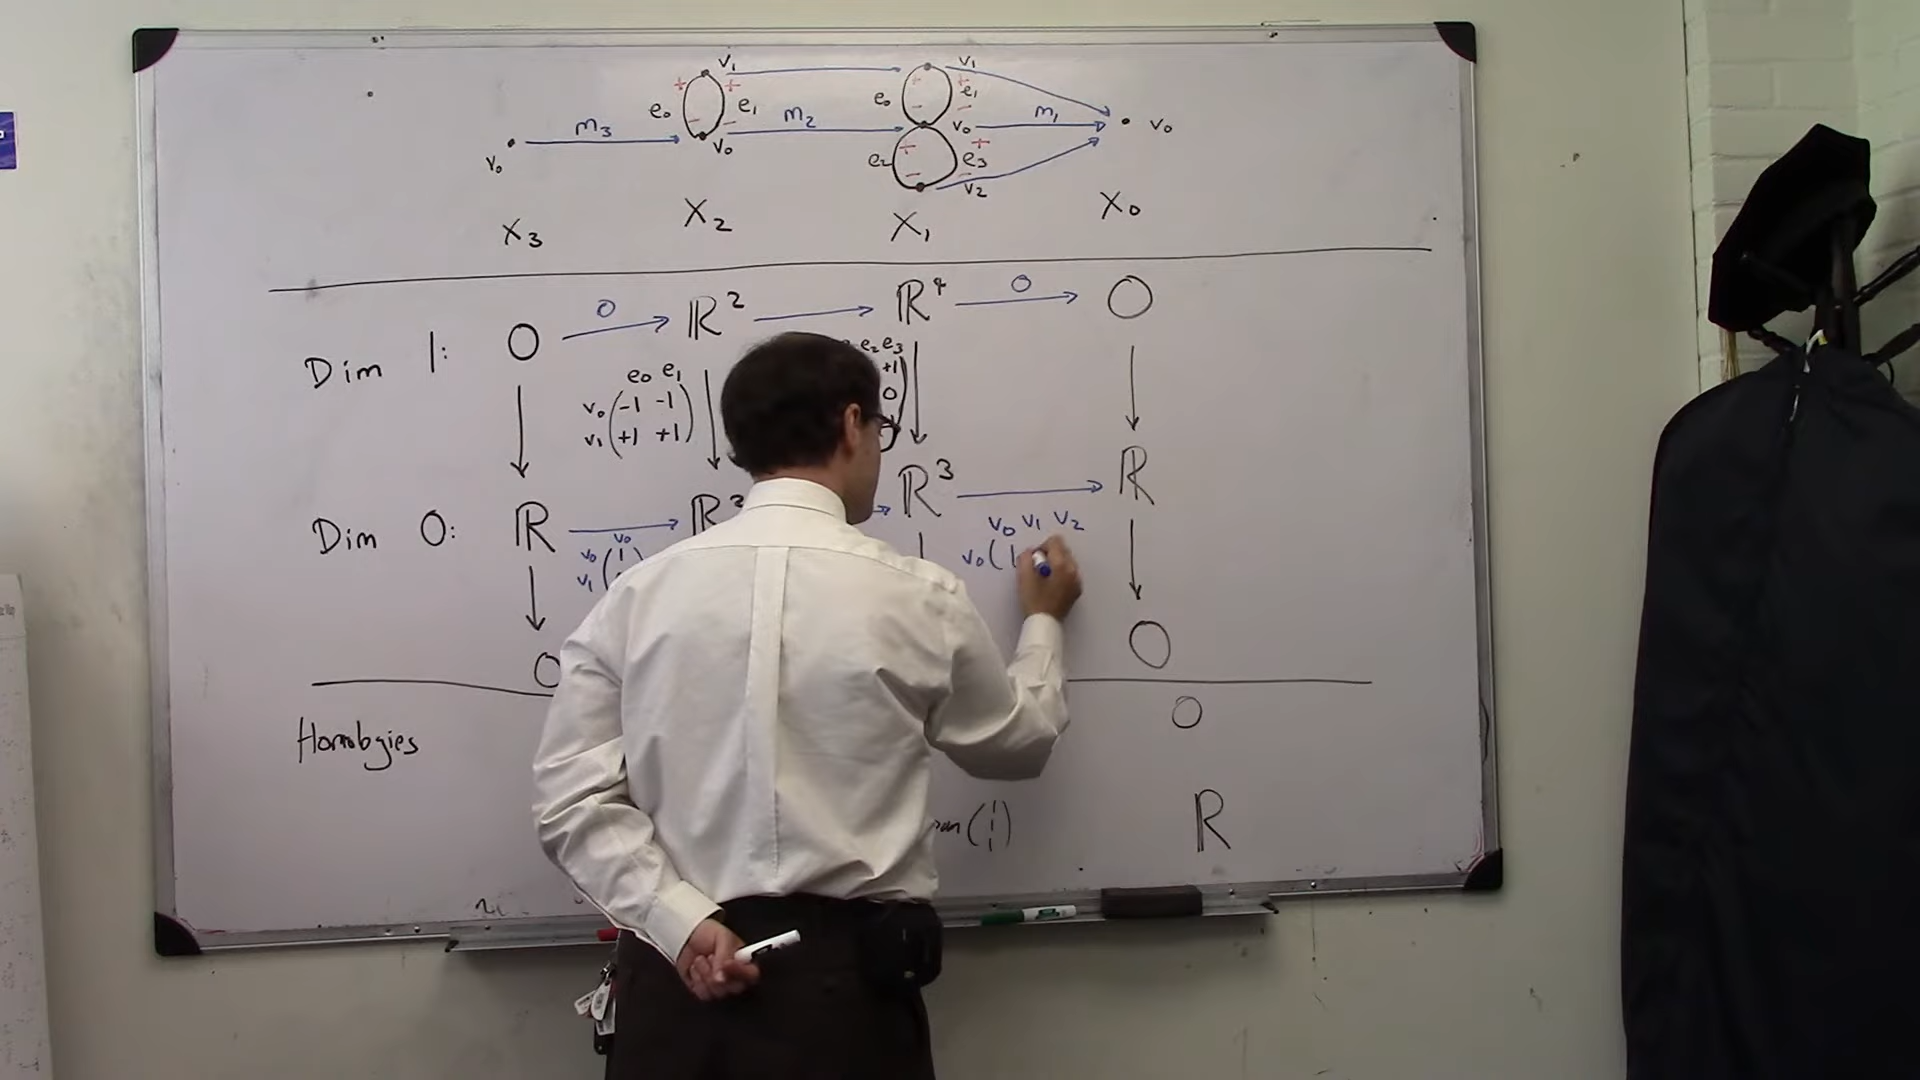 v₁ v₁
+ + + +
e₀ e₁ e₀ e₁
− − − −
m₃ m₂ v₀ m₁ v₀
v₀ v₀ + +
e₂ e₃
− −
v₂
X₃ X₂ X₁ X₀
0 0
Dim 1: 0 ℝ² ℝ⁴ 0
e₀ e₁ e₂ e₃
v₀ (-1 -1) +1
v₁ (+1 +1) 0
Dim 0: ℝ ℝ² ℝ³ ℝ
v₀ v₀ v₁ v₂
v₀ (1 v₀ (1
v₁ (
0 0
Homologies 0
(1 1 1) ℝ